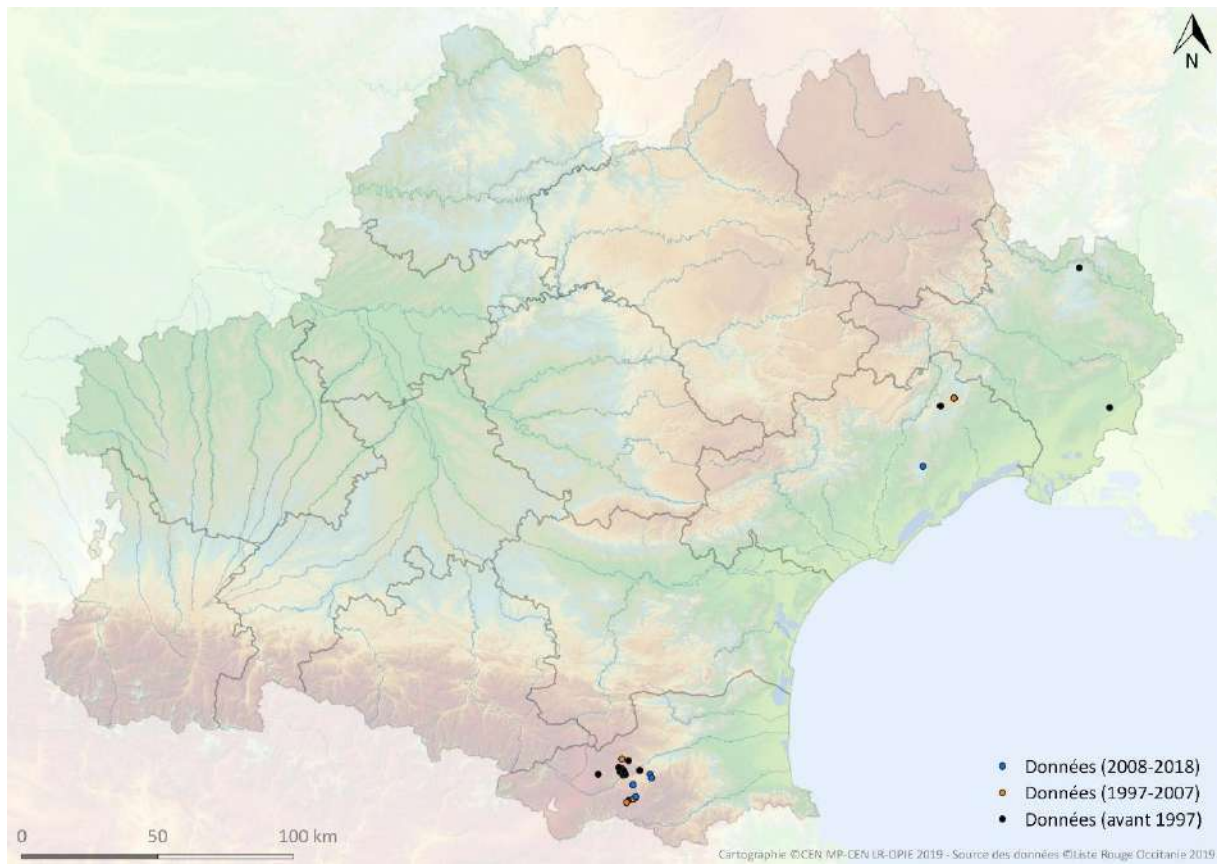 N
Données (2008-2018)
Données (1997-2007)
Données (avant 1997)
0 50 100 km
Cartographie ©CEN MP-CEN LR-OPIE 2019 - Source des données ©Liste Rouge Occitanie 2019